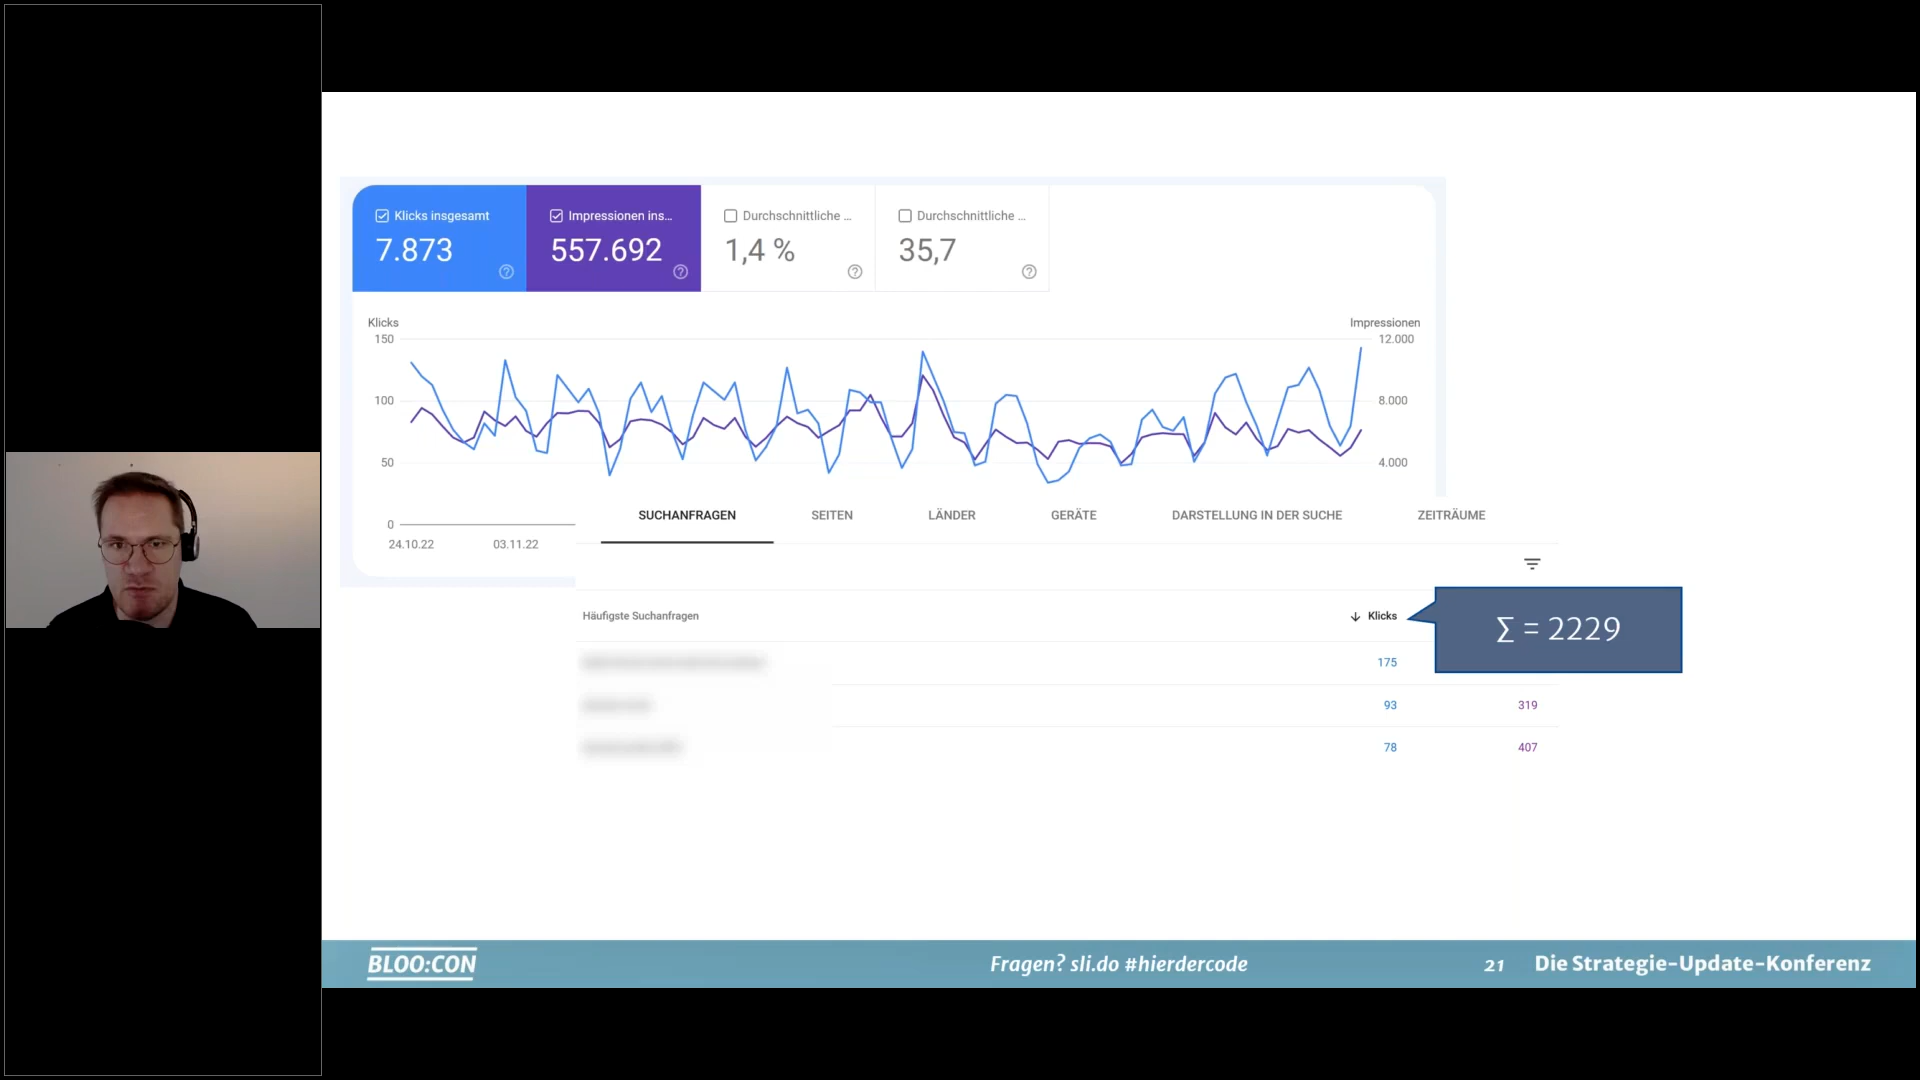 Klicks insgesamt
7.873
Impressionen ins...
557.692
Durchschnittliche ...
1,4 %
Durchschnittliche ...
35,7
Klicks
Impressionen
150
12.000
100
8.000
50
4.000
0
24.10.22
03.11.22
SUCHANFRAGEN
SEITEN
LÄNDER
GERÄTE
DARSTELLUNG IN DER SUCHE
ZEITRÄUME
Häufigste Suchanfragen
Klicks
∑ = 2229
175
93
319
78
407
BLOO:CON
Fragen? sli.do #hierdercode
21
Die Strategie-Update-Konferenz